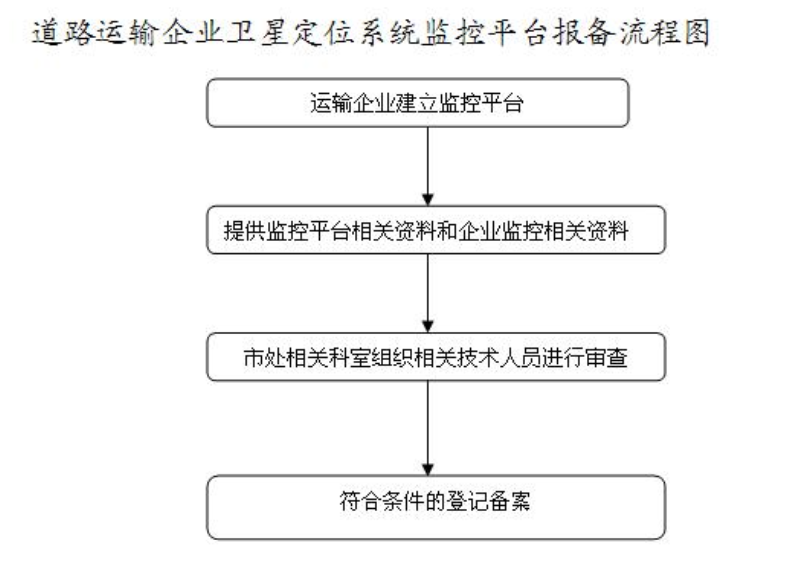 道路运输企业卫星定位系统监控平台报备流程图
运输企业建立监控平台
提供监控平台相关资料和企业监控相关资料
市处相关科室组织相关技术人员进行审查
符合条件的登记备案